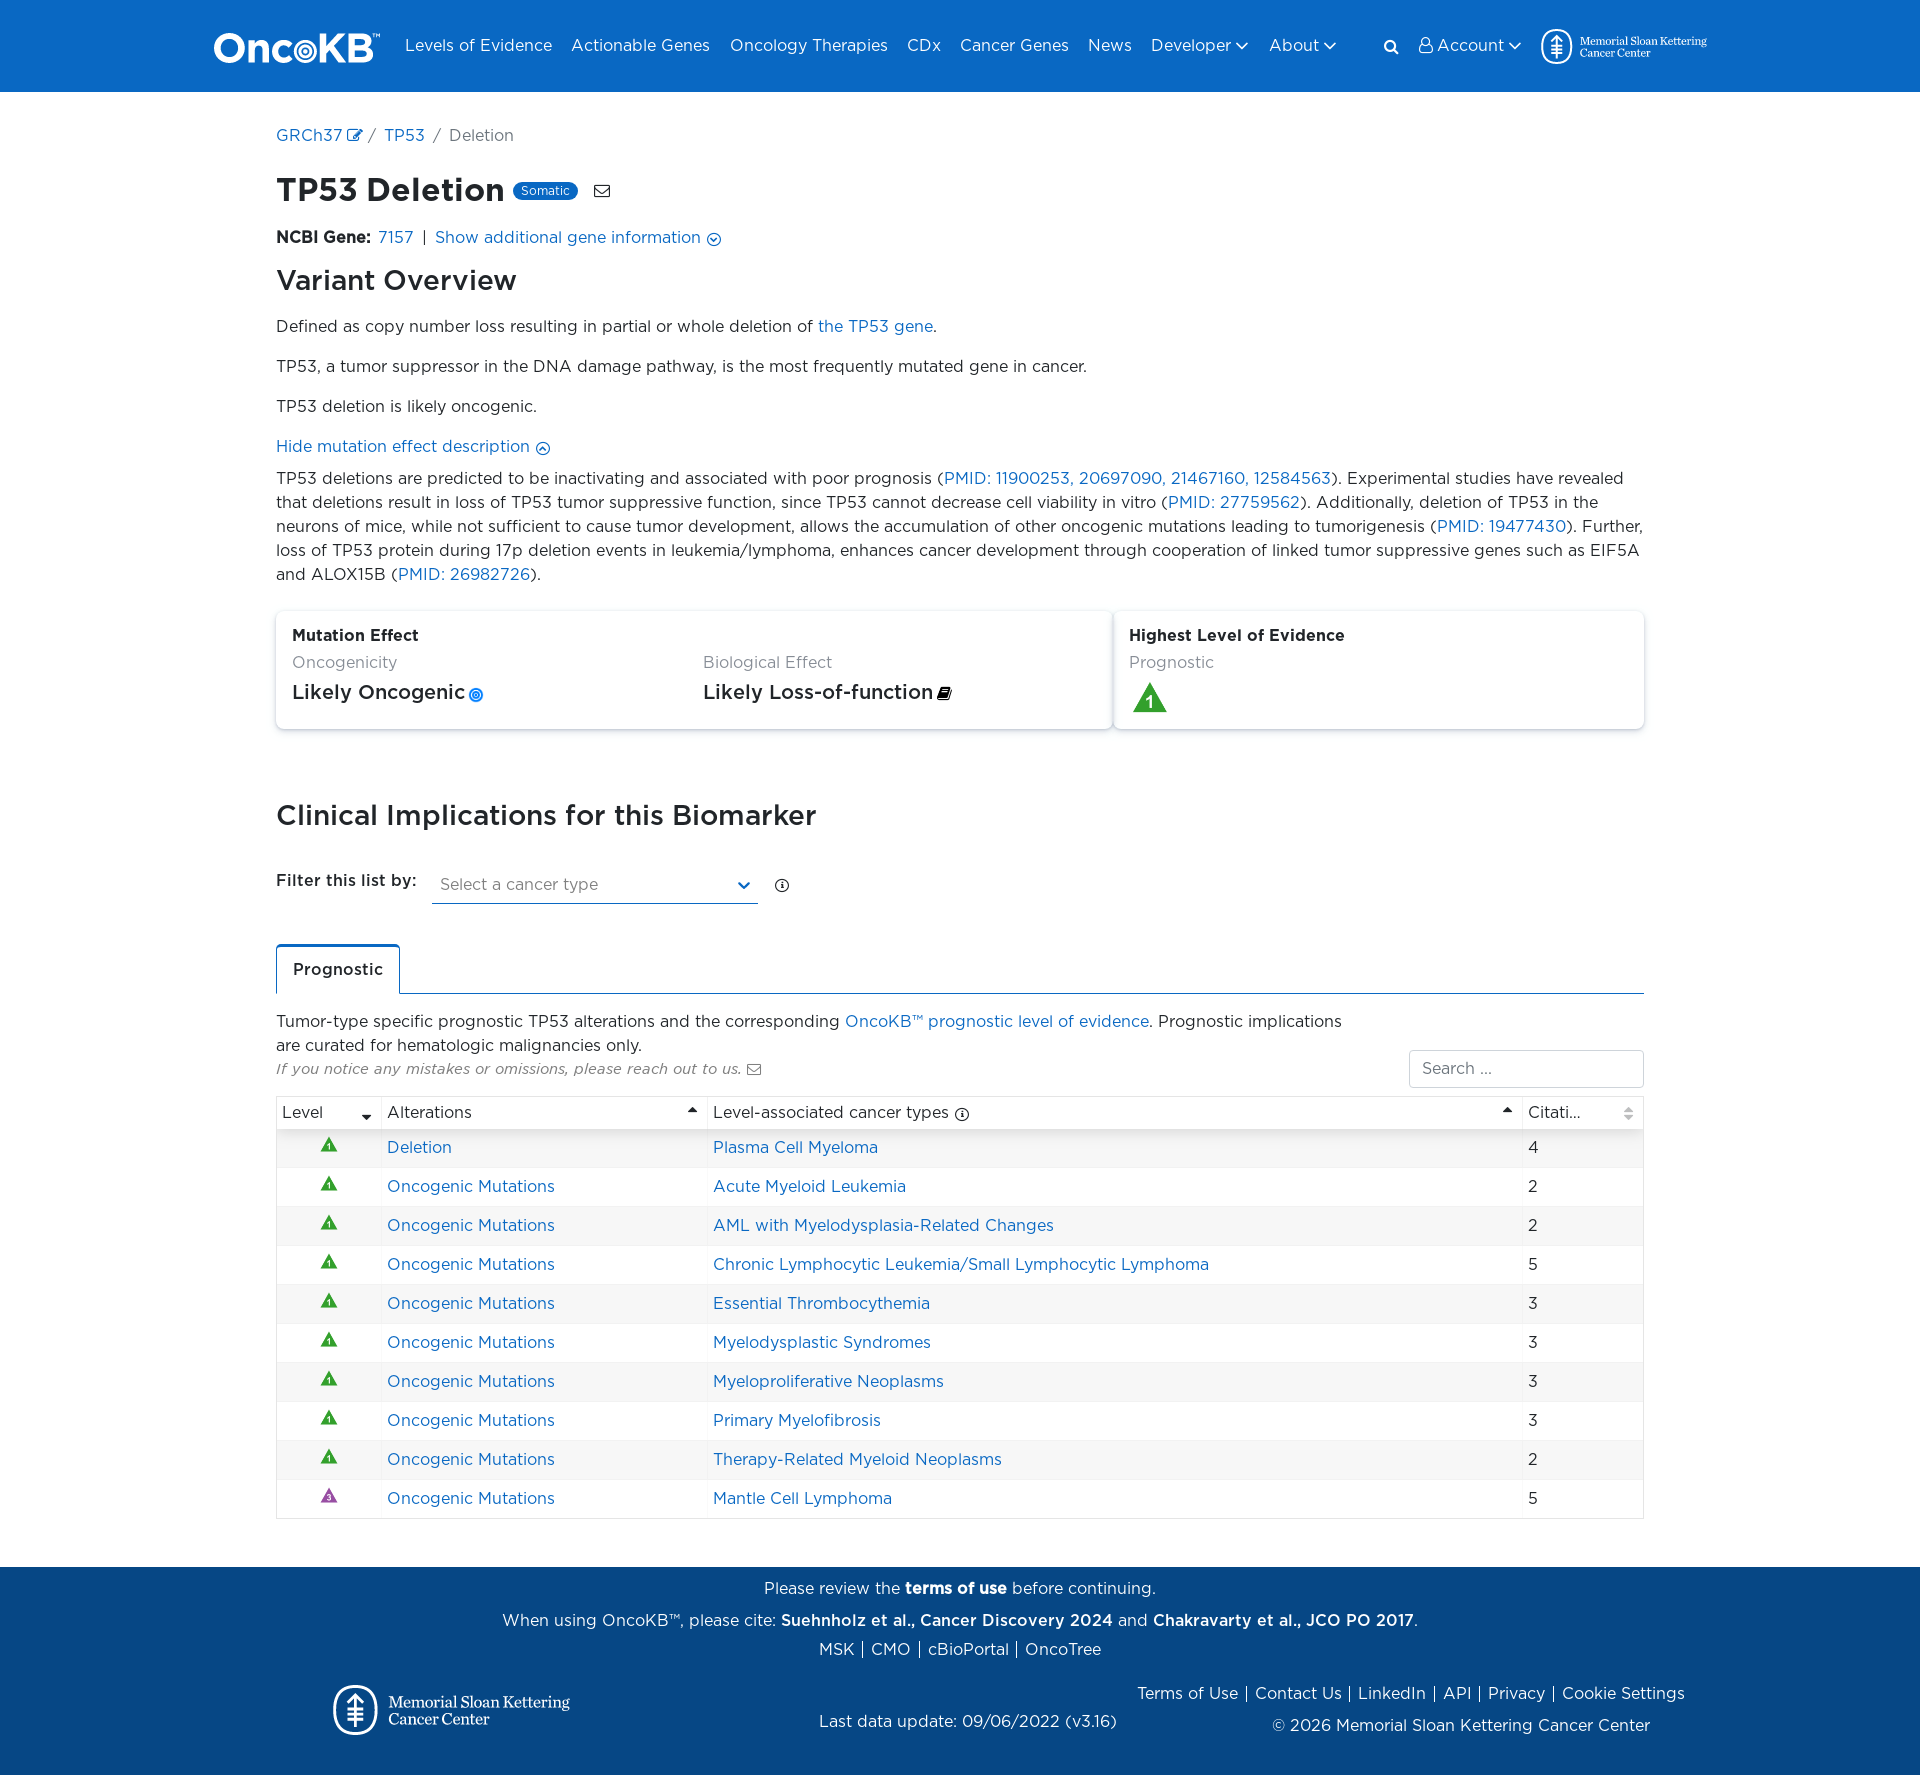 OncoKB™ Levels of Evidence Actionable Genes Oncology Therapies CDx Cancer Genes News Developer About Account Memorial Sloan Kettering Cancer Center
GRCh37 / TP53 / Deletion
TP53 Deletion Somatic
NCBI Gene: 7157 | Show additional gene information
Variant Overview
Defined as copy number loss resulting in partial or whole deletion of the TP53 gene.
TP53, a tumor suppressor in the DNA damage pathway, is the most frequently mutated gene in cancer.
TP53 deletion is likely oncogenic.
Hide mutation effect description
TP53 deletions are predicted to be inactivating and associated with poor prognosis (PMID: 11900253, 20697090, 21467160, 12584563). Experimental studies have revealed
that deletions result in loss of TP53 tumor suppressive function, since TP53 cannot decrease cell viability in vitro (PMID: 27759562). Additionally, deletion of TP53 in the
neurons of mice, while not sufficient to cause tumor development, allows the accumulation of other oncogenic mutations leading to tumorigenesis (PMID: 19477430). Further,
loss of TP53 protein during 17p deletion events in leukemia/lymphoma, enhances cancer development through cooperation of linked tumor suppressive genes such as EIF5A
and ALOX15B (PMID: 26982726).
Mutation Effect
Oncogenicity Biological Effect
Likely Oncogenic Likely Loss-of-function
Highest Level of Evidence
Prognostic
1
Clinical Implications for this Biomarker
Filter this list by: Select a cancer type
Prognostic
Tumor-type specific prognostic TP53 alterations and the corresponding OncoKB™ prognostic level of evidence. Prognostic implications
are curated for hematologic malignancies only.
If you notice any mistakes or omissions, please reach out to us.
Search ...
Level Alterations Level-associated cancer types Citati...
1 Deletion Plasma Cell Myeloma 4
1 Oncogenic Mutations Acute Myeloid Leukemia 2
1 Oncogenic Mutations AML with Myelodysplasia-Related Changes 2
1 Oncogenic Mutations Chronic Lymphocytic Leukemia/Small Lymphocytic Lymphoma 5
1 Oncogenic Mutations Essential Thrombocythemia 3
1 Oncogenic Mutations Myelodysplastic Syndromes 3
1 Oncogenic Mutations Myeloproliferative Neoplasms 3
1 Oncogenic Mutations Primary Myelofibrosis 3
1 Oncogenic Mutations Therapy-Related Myeloid Neoplasms 2
3 Oncogenic Mutations Mantle Cell Lymphoma 5
Please review the terms of use before continuing.
When using OncoKB™, please cite: Suehnholz et al., Cancer Discovery 2024 and Chakravarty et al., JCO PO 2017.
MSK | CMO | cBioPortal | OncoTree
Memorial Sloan Kettering
Cancer Center
Last data update: 09/06/2022 (v3.16)
Terms of Use | Contact Us | LinkedIn | API | Privacy | Cookie Settings
© 2026 Memorial Sloan Kettering Cancer Center